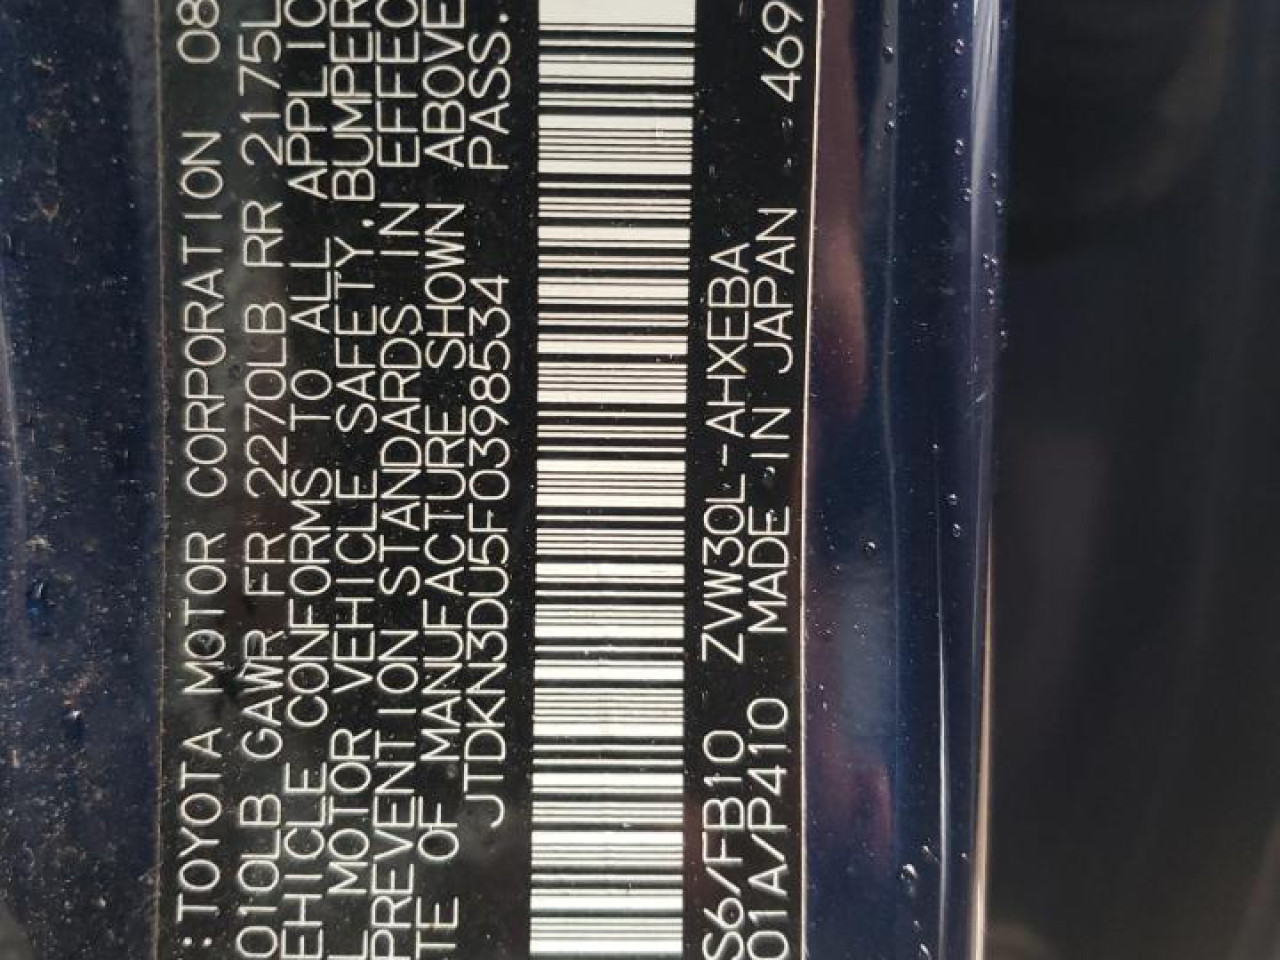 :TOYOTA MOTOR CORPORATION 08
010LB GAWR FR 2270LB RR 2175L
EHICLE CONFORMS TO ALL APPLIC
L MOTOR VEHICLE SAFETY, BUMPER
PREVENTION STANDARDS IN EFFEC
TE OF MANUFACTURE SHOWN ABOVE
JTDKN3DU5F0398534 PASS.
S6/FB10 ZVW30L-AHXEBA
01A/P410 MADE IN JAPAN 469